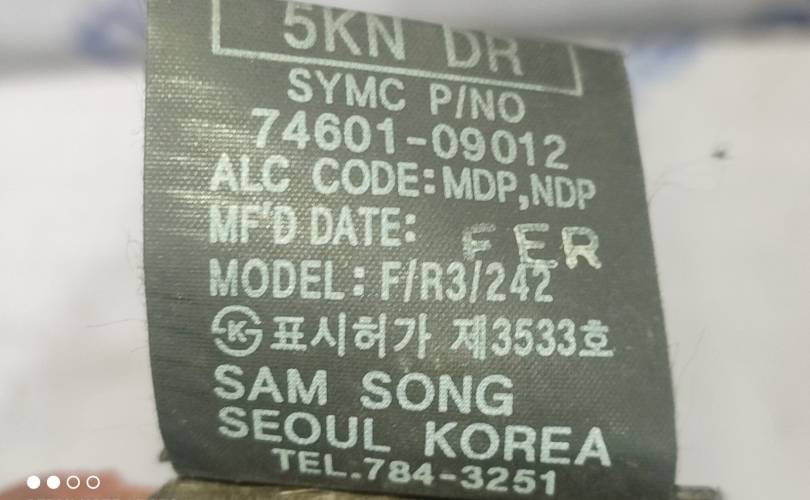 5KN DR
SYMC P/NO
74601-09012
ALC CODE:MDP,NDP
MF'D DATE: FER
MODEL: F/R3/242
K 표시허가 제3533호
SAM SONG
SEOUL KOREA
TEL.784-3251